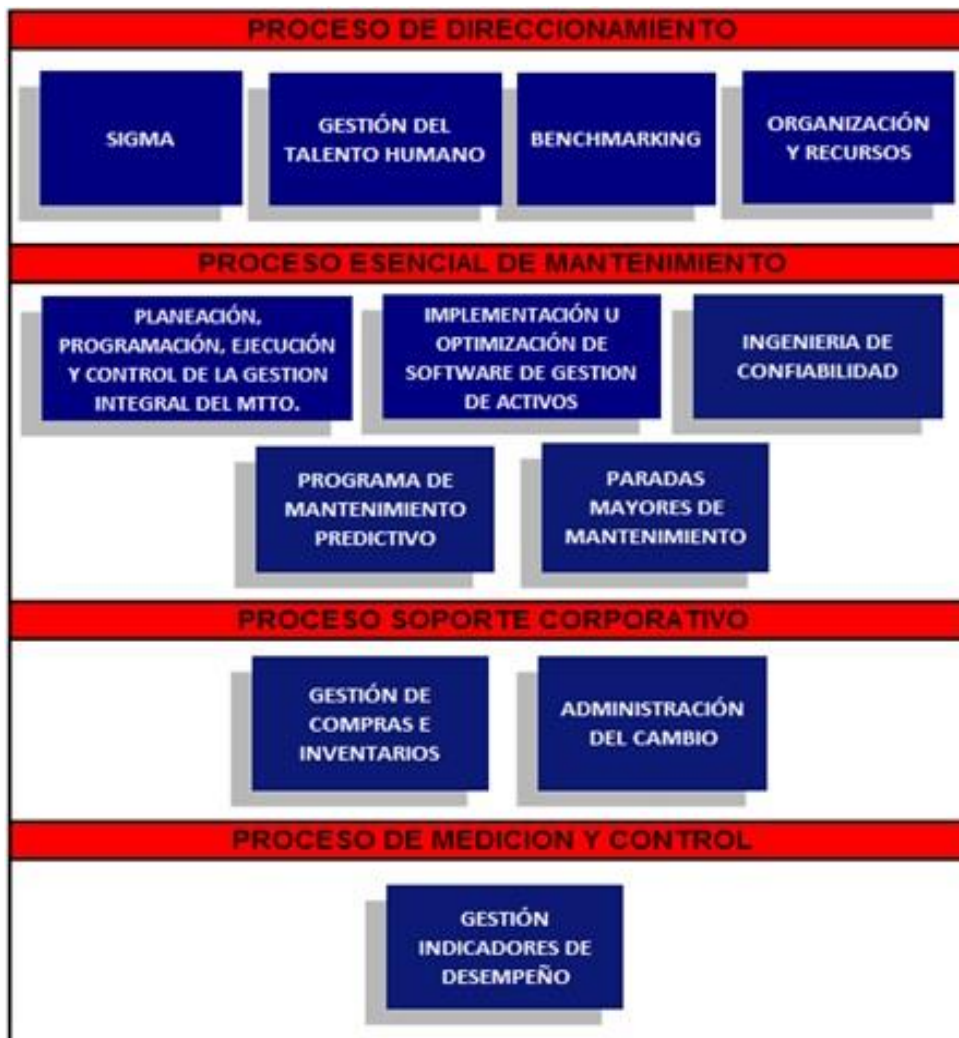 PROCESO DE DIRECCIONAMIENTO
SIGMA
GESTIÓN DEL
TALENTO HUMANO
BENCHMARKING
ORGANIZACIÓN
Y RECURSOS
PROCESO ESENCIAL DE MANTENIMIENTO
PLANEACIÓN,
PROGRAMACIÓN, EJECUCIÓN
Y CONTROL DE LA GESTION
INTEGRAL DEL MTTO.
IMPLEMENTACIÓN U
OPTIMIZACIÓN DE
SOFTWARE DE GESTION
DE ACTIVOS
INGENIERIA DE
CONFIABILIDAD
PROGRAMA DE
MANTENIMIENTO
PREDICTIVO
PARADAS
MAYORES DE
MANTENIMIENTO
PROCESO SOPORTE CORPORATIVO
GESTIÓN DE
COMPRAS E
INVENTARIOS
ADMINISTRACIÓN
DEL CAMBIO
PROCESO DE MEDICION Y CONTROL
GESTIÓN
INDICADORES DE
DESEMPEÑO